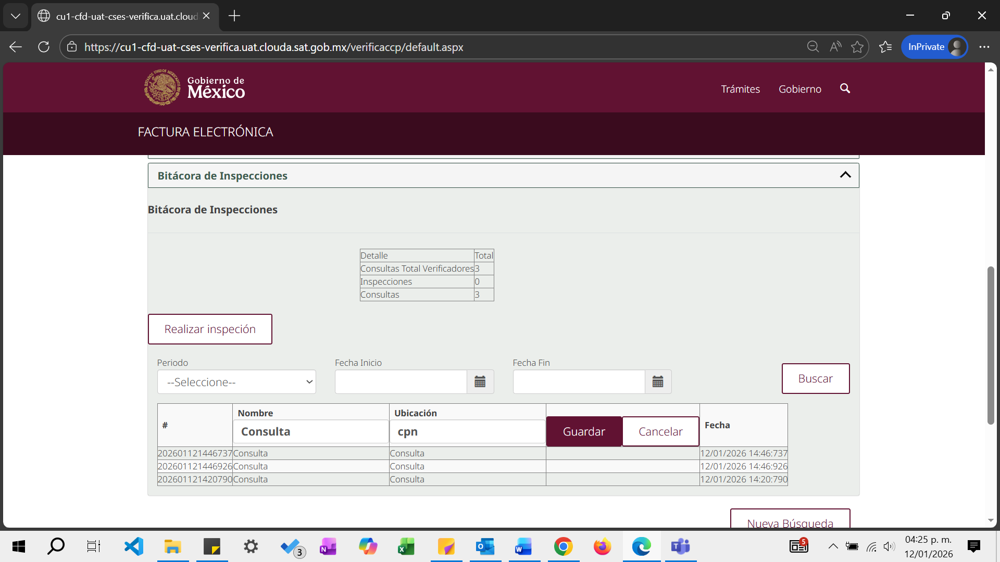 cu1-cfd-uat-cses-verifica.uat.cloud
https://cu1-cfd-uat-cses-verifica.uat.clouda.sat.gob.mx/verificaccp/default.aspx
InPrivate
Gobierno de
México
Trámites Gobierno
FACTURA ELECTRÓNICA
Bitácora de Inspecciones
Bitácora de Inspecciones
Detalle Total
Consultas Total Verificadores 3
Inspecciones 0
Consultas 3
Realizar inspeción
Periodo Fecha Inicio Fecha Fin
--Seleccione-- Buscar
# Nombre Ubicación Fecha
Consulta cpn Guardar Cancelar
202601121446737 Consulta Consulta 12/01/2026 14:46:737
202601121446926 Consulta Consulta 12/01/2026 14:46:926
202601121420790 Consulta Consulta 12/01/2026 14:20:790
Nueva Búsqueda
3
5
04:25 p. m.
12/01/2026